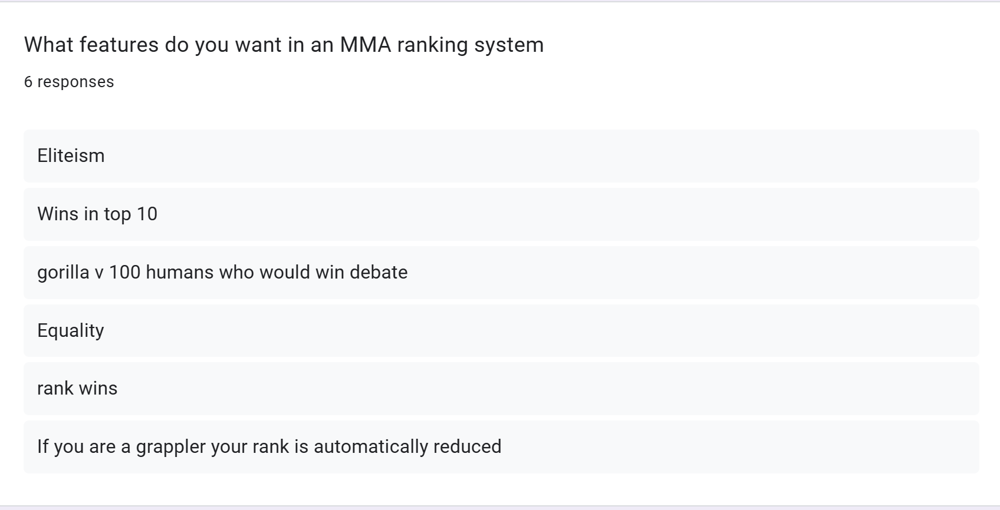 What features do you want in an MMA ranking system
6 responses
Eliteism
Wins in top 10
gorilla v 100 humans who would win debate
Equality
rank wins
If you are a grappler your rank is automatically reduced